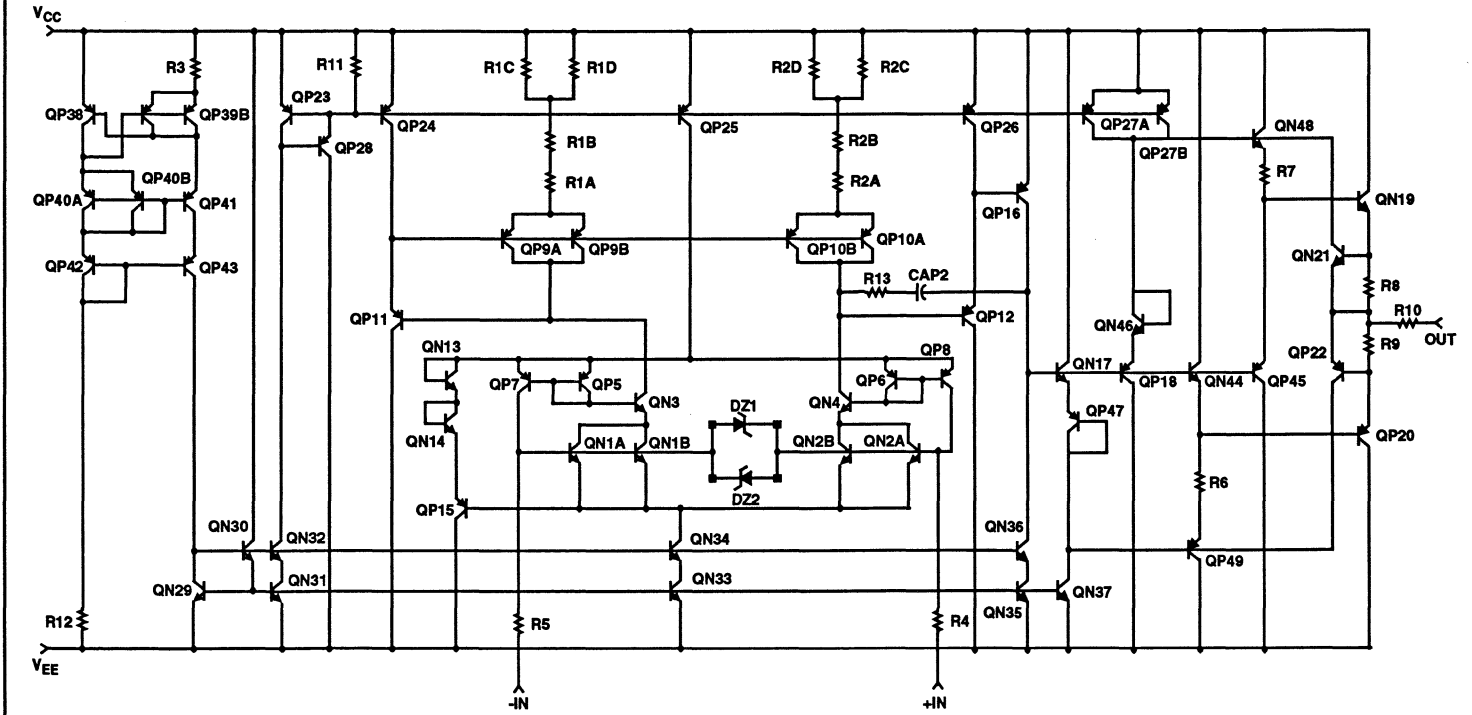 VCC
R3
R11
R1C
R1D
R2D
R2C
QP38
QP39B
QP23
QP24
QP25
QP26
QP27A
QP27B
QN48
QP28
R1B
R2B
R7
QP40B
QP40A
QP41
R1A
R2A
QP16
QN19
QP9A
QP9B
QP10B
QP10A
QN21
QP42
QP43
R13
CAP2
R8
QP11
QP12
QN46
R10
OUT
QN13
QP7
QP5
QP6
QP8
QN17
QP18
QN44
QP45
QP22
R9
QN14
QN3
DZ1
QN4
QP47
QN1A
QN1B
QN2B
QN2A
QP20
DZ2
R6
QP15
QN30
QN32
QN34
QN36
QP49
QN29
QN31
QN33
QN35
QN37
R12
R5
R4
VEE
-IN
+IN